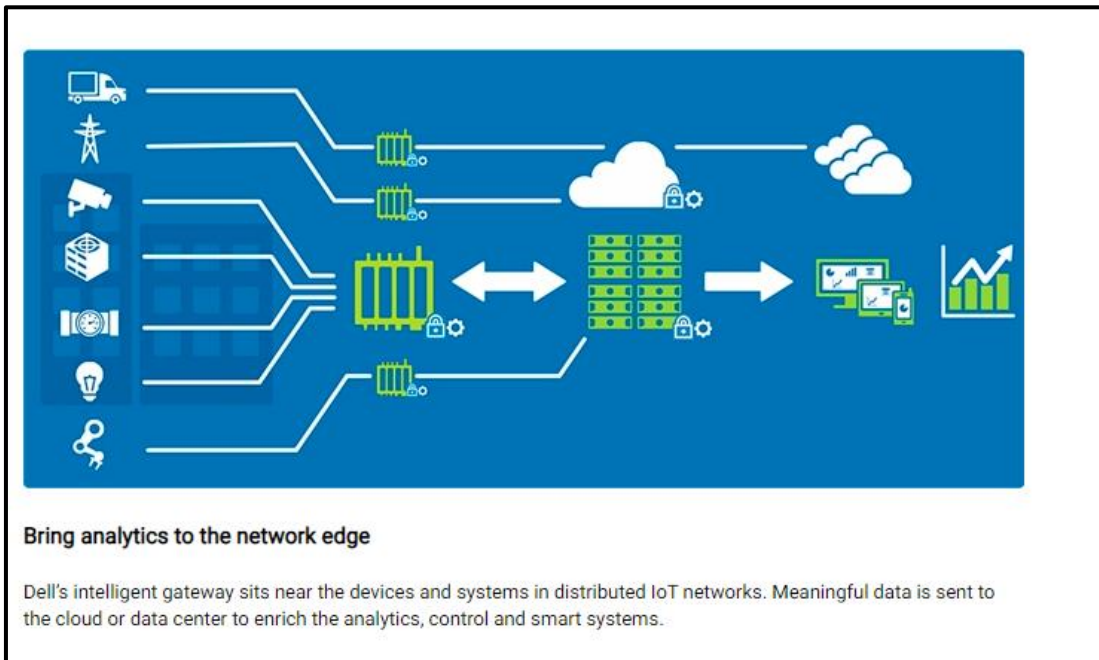 Bring analytics to the network edge
Dell's intelligent gateway sits near the devices and systems in distributed IoT networks. Meaningful data is sent to
the cloud or data center to enrich the analytics, control and smart systems.